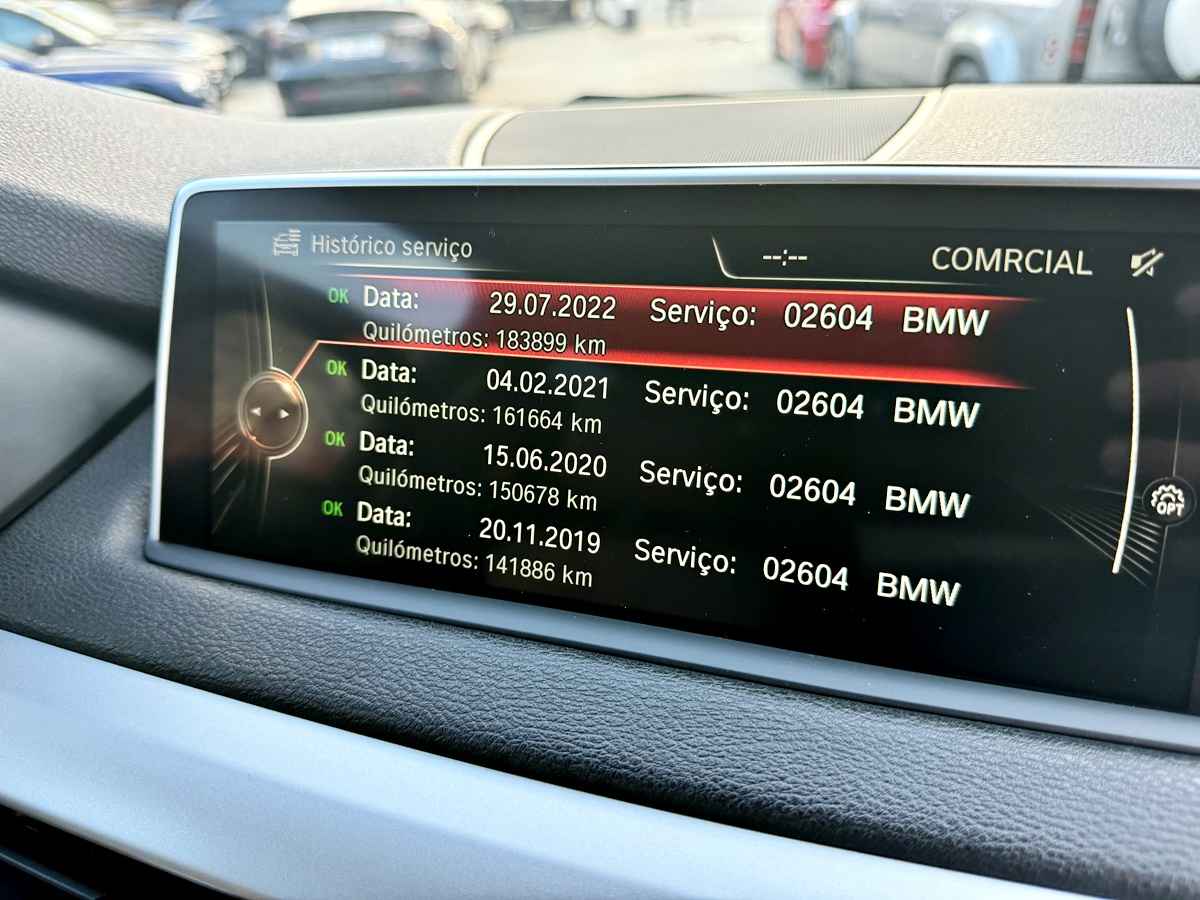 Histórico serviço --:-- COMRCIAL
OK Data: 29.07.2022 Serviço: 02604 BMW
Quilómetros: 183899 km
OK Data: 04.02.2021 Serviço: 02604 BMW
Quilómetros: 161664 km
OK Data: 15.06.2020 Serviço: 02604 BMW
Quilómetros: 150678 km
OPT
OK Data: 20.11.2019 Serviço: 02604 BMW
Quilómetros: 141886 km